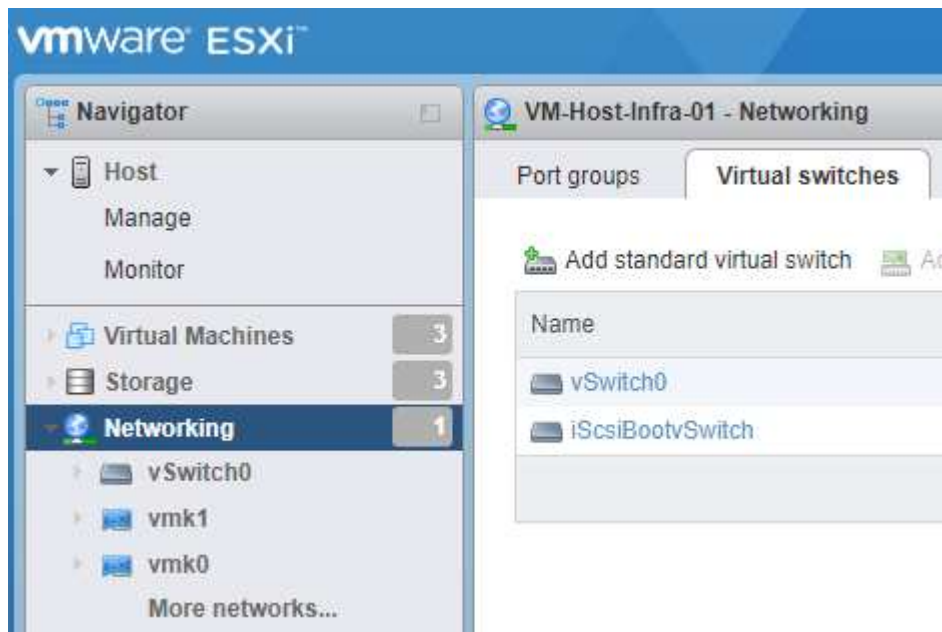 vmware ESXi™
Navigator
Host
Manage
Monitor
Virtual Machines 3
Storage 3
Networking 1
vSwitch0
vmk1
vmk0
More networks...
VM-Host-Infra-01 - Networking
Port groups Virtual switches
Add standard virtual switch
Name
vSwitch0
iScsiBootvSwitch